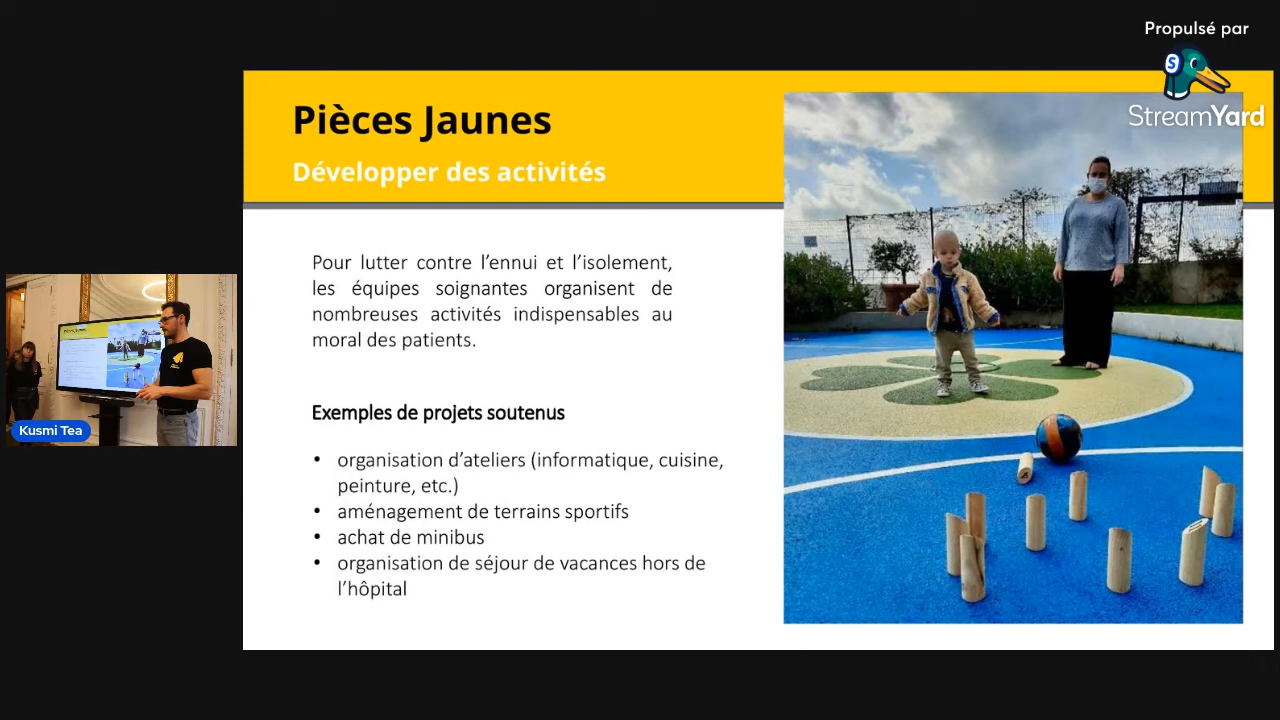 Propulsé par
StreamYard
Pièces Jaunes
Développer des activités
Pour lutter contre l'ennui et l'isolement,
les équipes soignantes organisent de
nombreuses activités indispensables au
moral des patients.
Exemples de projets soutenus
• organisation d'ateliers (informatique, cuisine,
peinture, etc.)
• aménagement de terrains sportifs
• achat de minibus
• organisation de séjour de vacances hors de
l'hôpital
Kusmi Tea